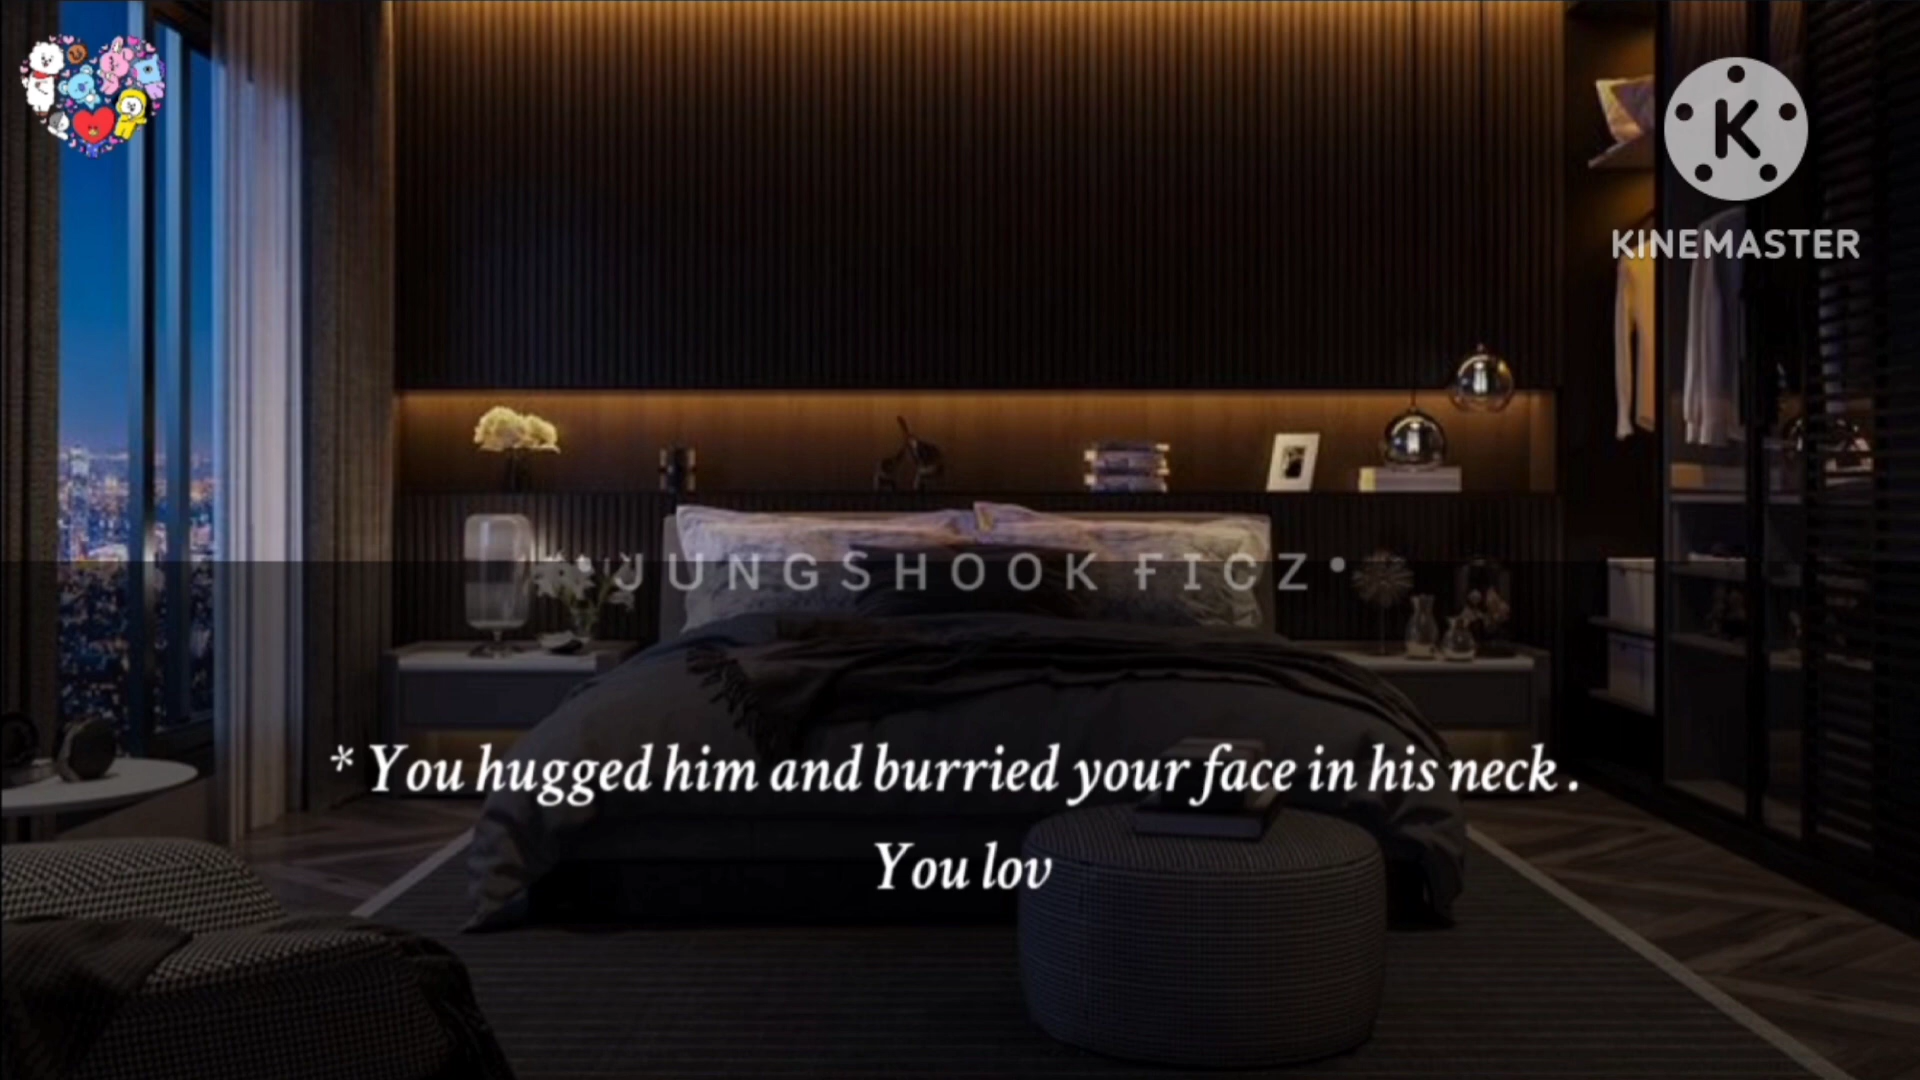 K
KINEMASTER
•JUNGSHOOK FICZ•
* You hugged him and burried your face in his neck .
You lov